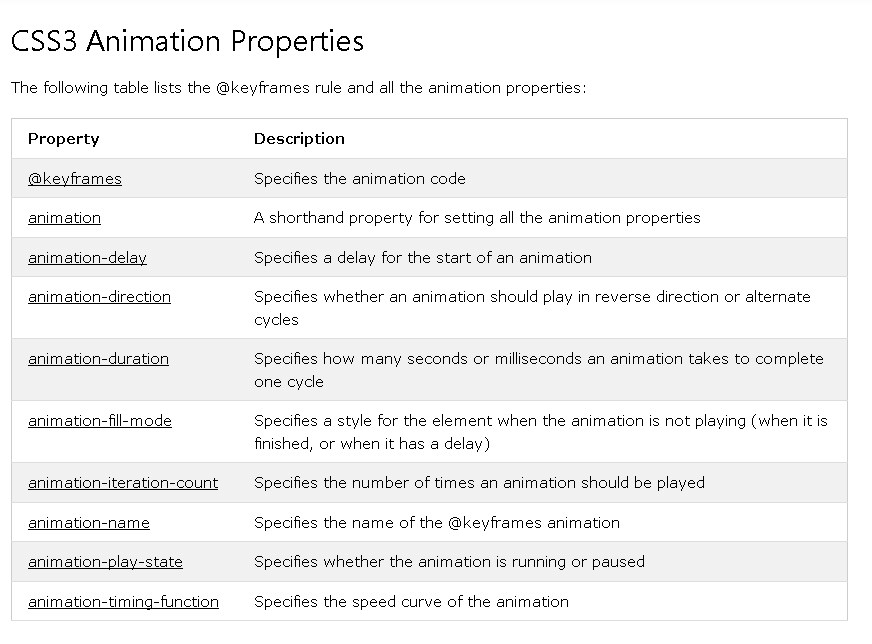 CSS3 Animation Properties
The following table lists the @keyframes rule and all the animation properties:
Property Description
@keyframes Specifies the animation code
animation A shorthand property for setting all the animation properties
animation-delay Specifies a delay for the start of an animation
animation-direction Specifies whether an animation should play in reverse direction or alternate
cycles
animation-duration Specifies how many seconds or milliseconds an animation takes to complete
one cycle
animation-fill-mode Specifies a style for the element when the animation is not playing (when it is
finished, or when it has a delay)
animation-iteration-count Specifies the number of times an animation should be played
animation-name Specifies the name of the @keyframes animation
animation-play-state Specifies whether the animation is running or paused
animation-timing-function Specifies the speed curve of the animation